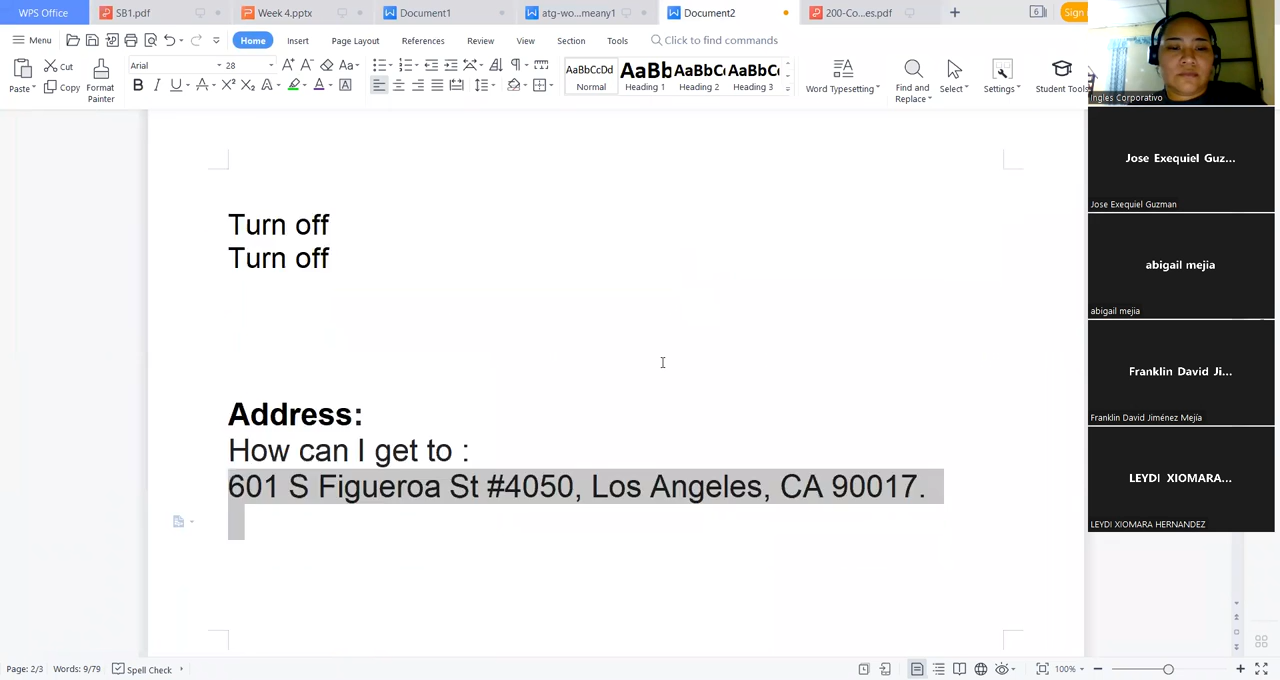 WPS Office SB1.pdf Week 4.pptx Document1 atg-wo...meany1 Document2 200-Co...es.pdf 6 Sign
Menu Home Insert Page Layout References Review View Section Tools Click to find commands
Paste Cut Copy Format Painter Arial 28 AaBbCcDd Normal AaBb Heading 1 AaBbCc Heading 2 AaBbCc Heading 3 Word Typesetting Find and Replace Select Settings Student Tools
Ingles Corporativo
Jose Exequiel Guz...
Jose Exequiel Guzman
abigail mejia
abigail mejia
Franklin David Ji...
Franklin David Jiménez Mejía
LEYDI XIOMARA...
LEYDI XIOMARA HERNANDEZ
Turn off
Turn off
Address:
How can I get to :
601 S Figueroa St #4050, Los Angeles, CA 90017.
Page: 2/3 Words: 9/79 Spell Check 100%